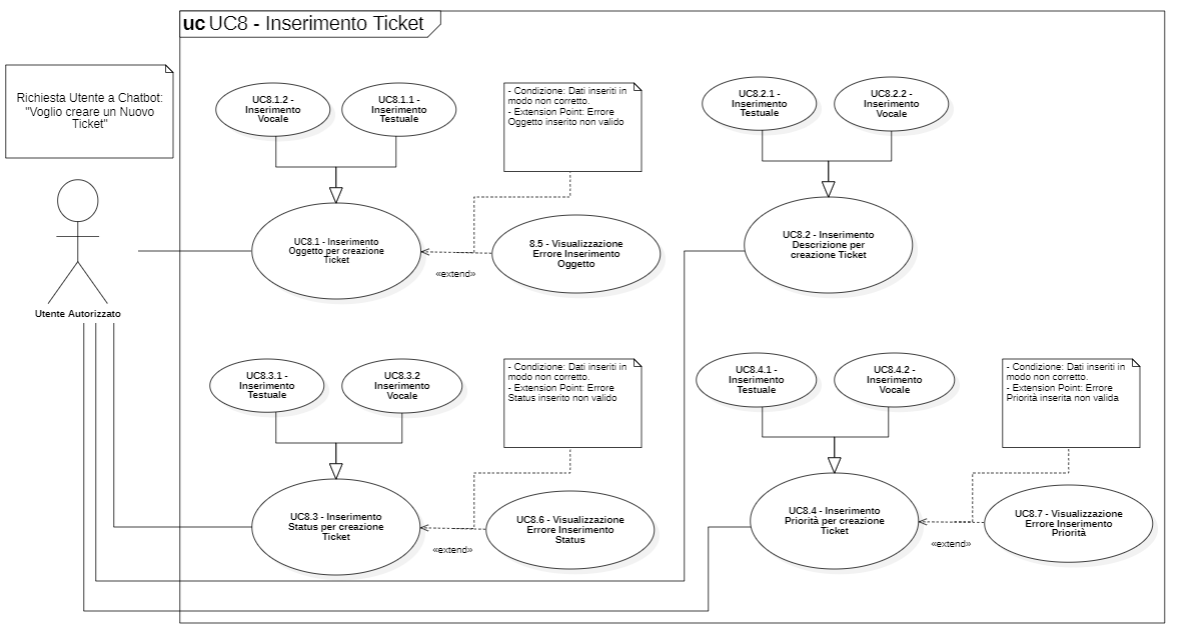 uc UC8 - Inserimento Ticket
Richiesta Utente a Chatbot:
"Voglio creare un Nuovo
Ticket"
Utente Autorizzato
UC8.1.2 -
Inserimento
Vocale
UC8.1.1 -
Inserimento
Testuale
- Condizione: Dati inseriti in
modo non corretto.
- Extension Point: Errore
Oggetto inserito non valido
UC8.2.1 -
Inserimento
Testuale
UC8.2.2 -
Inserimento
Vocale
UC8.1 - Inserimento
Oggetto per creazione
Ticket
«extend»
8.5 - Visualizzazione
Errore Inserimento
Oggetto
UC8.2 - Inserimento
Descrizione per
creazione Ticket
UC8.3.1 -
Inserimento
Testuale
UC8.3.2
Inserimento
Vocale
- Condizione: Dati inseriti in
modo non corretto.
- Extension Point: Errore
Status inserito non valido
UC8.4.1 -
Inserimento
Testuale
UC8.4.2 -
Inserimento
Vocale
- Condizione: Dati inseriti in
modo non corretto.
- Extension Point: Errore
Priorità inserita non valida
UC8.3 - Inserimento
Status per creazione
Ticket
«extend»
UC8.6 - Visualizzazione
Errore Inserimento
Status
UC8.4 - Inserimento
Priorità per creazione
Ticket
«extend»
UC8.7 - Visualizzazione
Errore Inserimento
Priorità